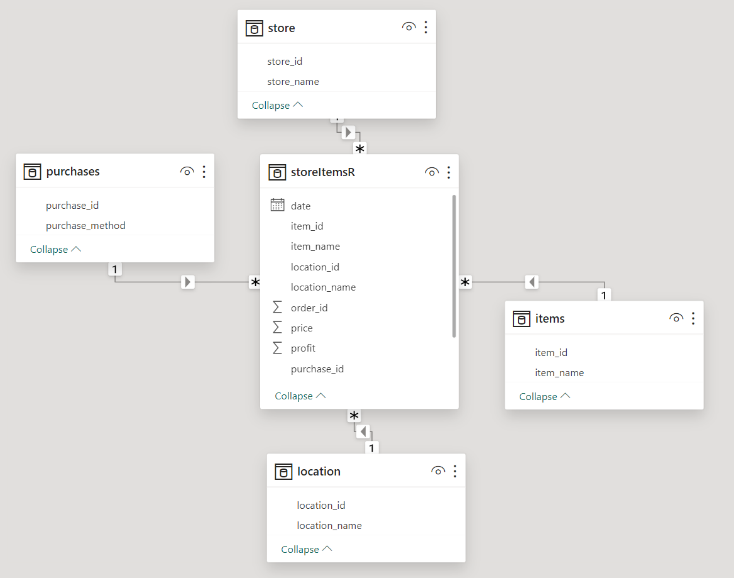 store
store_id
store_name
Collapse
1
*
purchases
purchase_id
purchase_method
Collapse
1
*
storeItemsR
date
item_id
item_name
location_id
location_name
Σ order_id
Σ price
Σ profit
purchase_id
Collapse
*
1
items
item_id
item_name
Collapse
*
1
location
location_id
location_name
Collapse